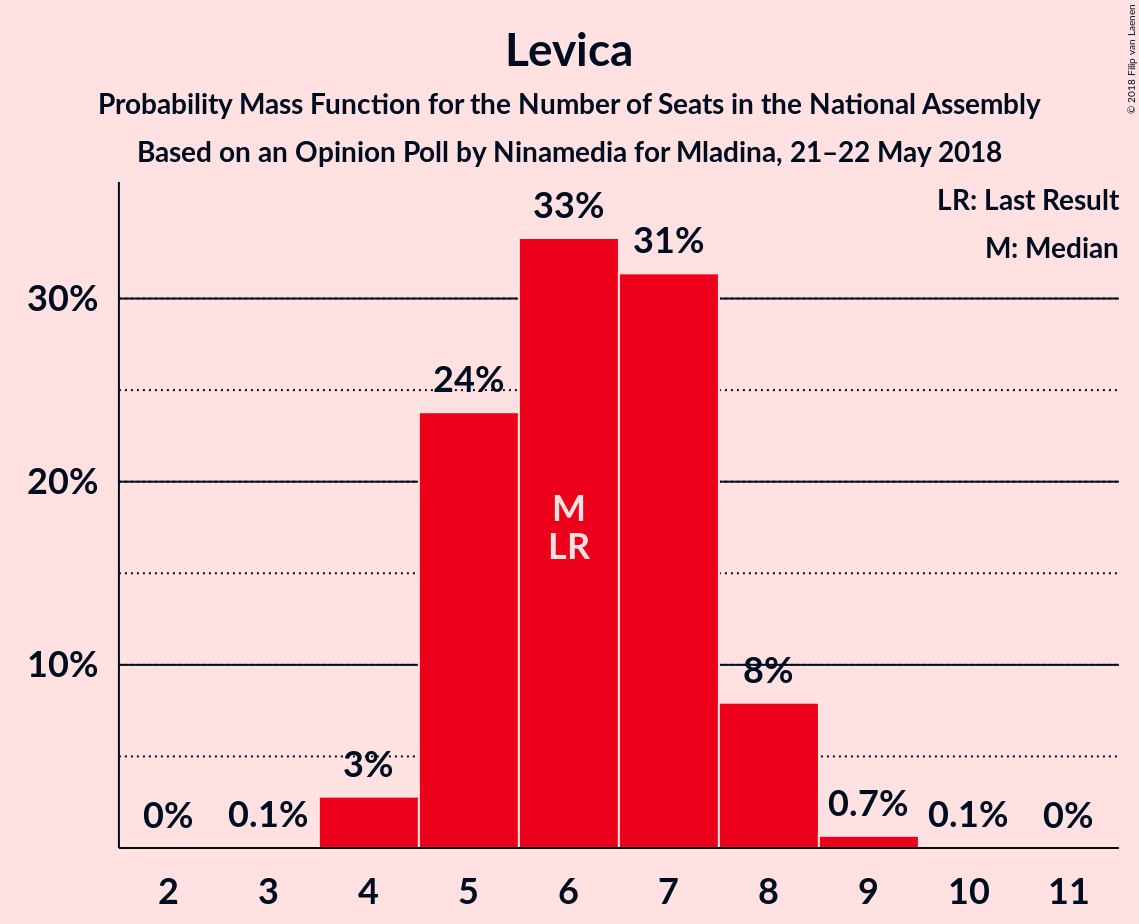 Levica
Probability Mass Function for the Number of Seats in the National Assembly
Based on an Opinion Poll by Ninamedia for Mladina, 21–22 May 2018
© 2018 Filip van Laenen
LR: Last Result
M: Median
30%
20%
10%
0%
0.1%
3%
24%
33%
31%
8%
0.7%
0.1%
0%
M
LR
2
3
4
5
6
7
8
9
10
11